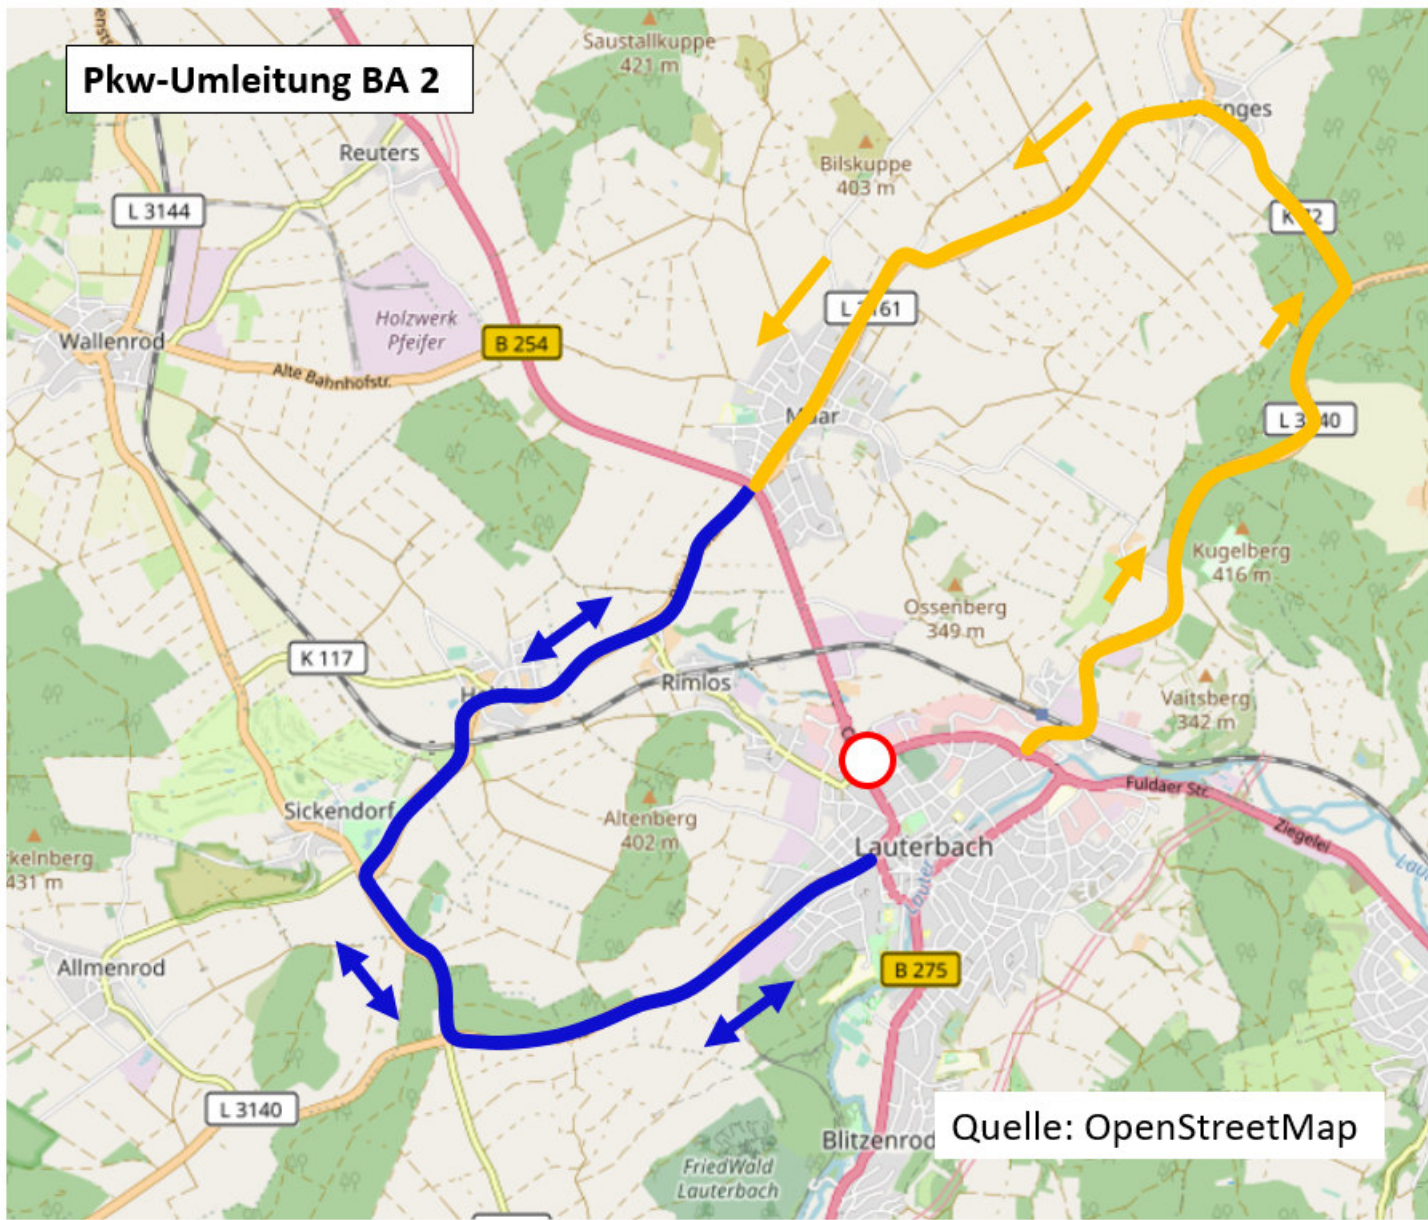 Pkw-Umleitung BA 2
Saustallkuppe
421 m
Reuters
Bilskuppe
403 m
L 3144
Holzwerk
Pfeifer
B 254
Wallenrod
Alte Bahnhofstr.
Kugelberg
416 m
Ossenberg
349 m
K 117
Rimlos
Vaitsberg
342 m
Sickendorf
Altenberg
402 m
Fuldaer Str.
Ziegelei
431 m
Lauterbach
Lauter
Allmenrod
B 275
L 3140
Blitzenrod
Quelle: OpenStreetMap
FriedWald
Lauterbach